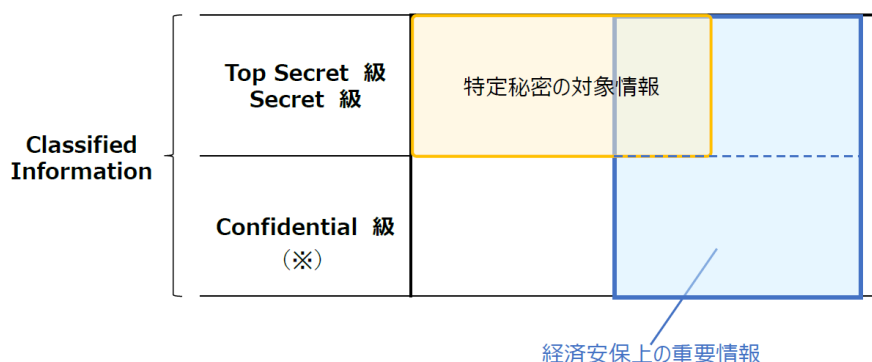 Top Secret 級
Secret 級
特定秘密の対象情報
Classified
Information
Confidential 級
(※)
経済安保上の重要情報